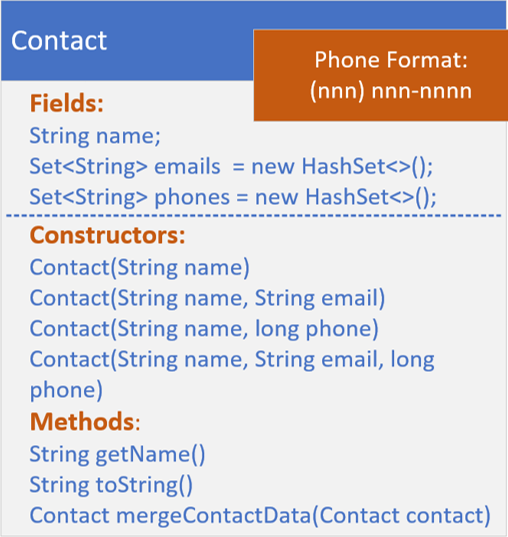 Contact
Phone Format:
(nnn) nnn-nnnn
Fields:
String name;
Set<String> emails = new HashSet<>();
Set<String> phones = new HashSet<>();
Constructors:
Contact(String name)
Contact(String name, String email)
Contact(String name, long phone)
Contact(String name, String email, long
phone)
Methods:
String getName()
String toString()
Contact mergeContactData(Contact contact)